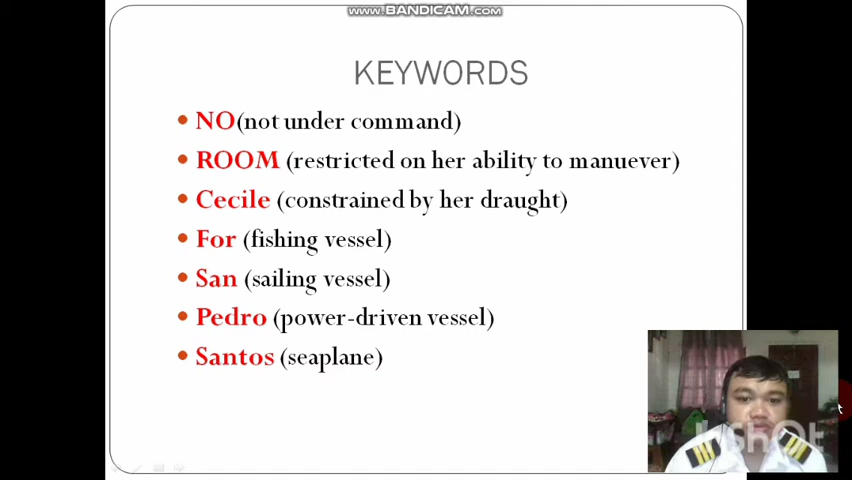 WWW.BANDICAM.COM
KEYWORDS
• NO(not under command)
• ROOM (restricted on her ability to manuever)
• Cecile (constrained by her draught)
• For (fishing vessel)
• San (sailing vessel)
• Pedro (power-driven vessel)
• Santos (seaplane)